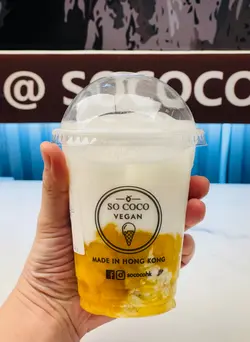 @ SOCOCO
SO COCO
VEGAN
MADE IN HONG KONG
sococohk